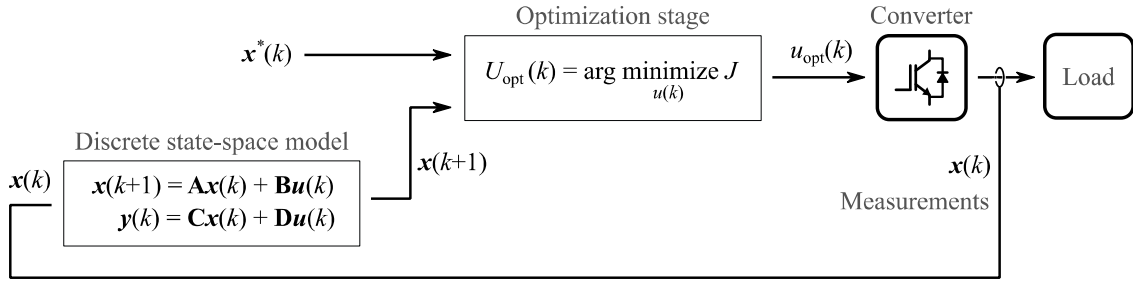 Optimization stage
Converter
x*(k)
U_opt (k) = arg minimize J
u(k)
u_opt(k)
Load
Discrete state-space model
x(k+1)
x(k)
x(k)
x(k+1) = Ax(k) + Bu(k)
y(k) = Cx(k) + Du(k)
Measurements